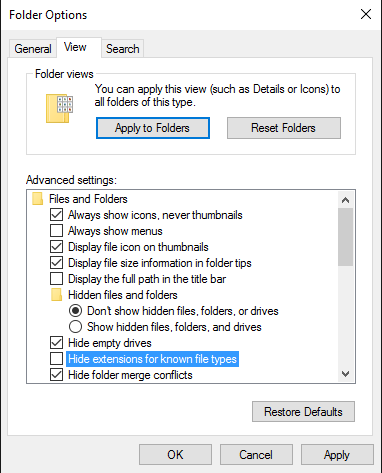 Folder Options
General
View
Search
Folder views
You can apply this view (such as Details or Icons) to
all folders of this type.
Apply to Folders
Reset Folders
Advanced settings:
Files and Folders
Always show icons, never thumbnails
Always show menus
Display file icon on thumbnails
Display file size information in folder tips
Display the full path in the title bar
Hidden files and folders
Don't show hidden files, folders, or drives
Show hidden files, folders, and drives
Hide empty drives
Hide extensions for known file types
Hide folder merge conflicts
Restore Defaults
OK
Cancel
Apply